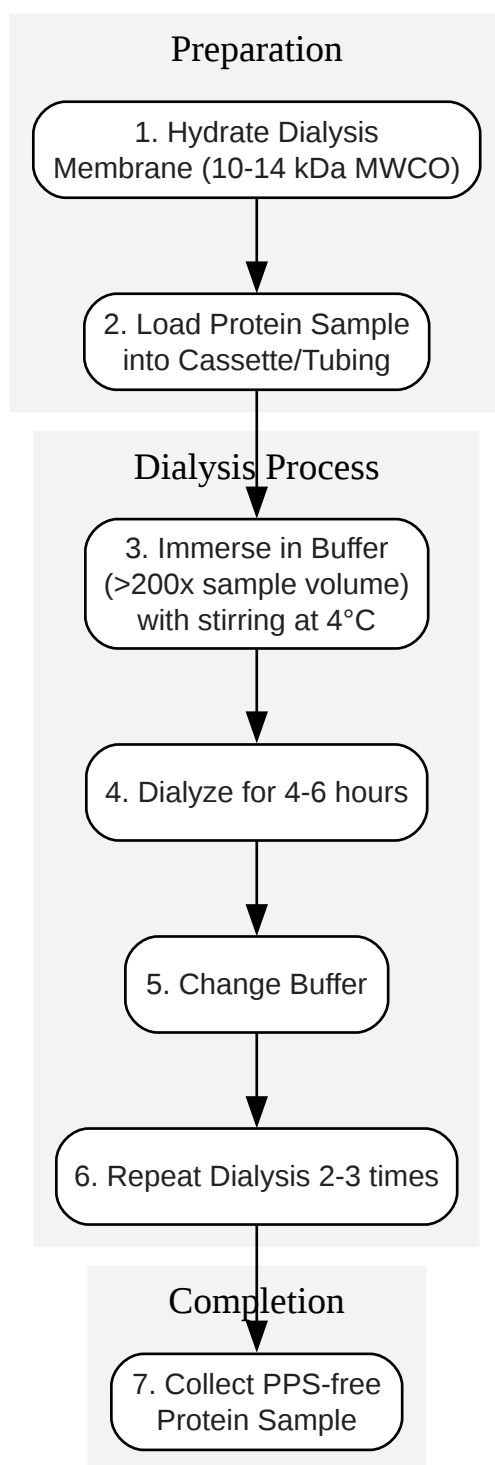 Preparation
1. Hydrate Dialysis
Membrane (10-14 kDa MWCO)
2. Load Protein Sample
into Cassette/Tubing
Dialysis Process
3. Immerse in Buffer
(>200x sample volume)
with stirring at 4°C
4. Dialyze for 4-6 hours
5. Change Buffer
6. Repeat Dialysis 2-3 times
Completion
7. Collect PPS-free
Protein Sample